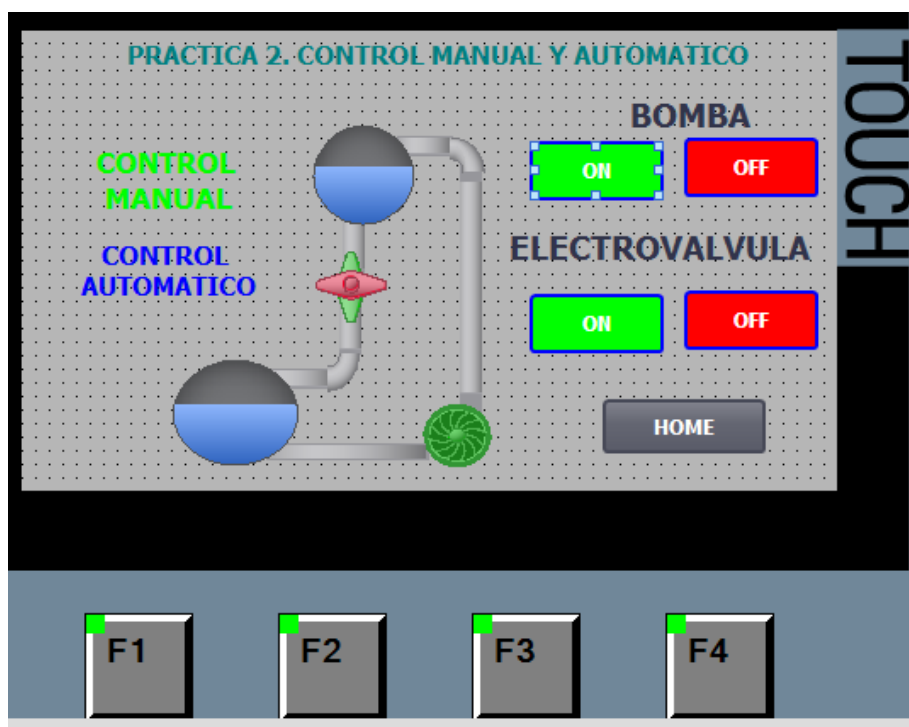 PRACTICA 2. CONTROL MANUAL Y AUTOMATICO
TOUCH
BOMBA
CONTROL
MANUAL
ON
OFF
ELECTROVALVULA
CONTROL
AUTOMATICO
ON
OFF
HOME
F1
F2
F3
F4